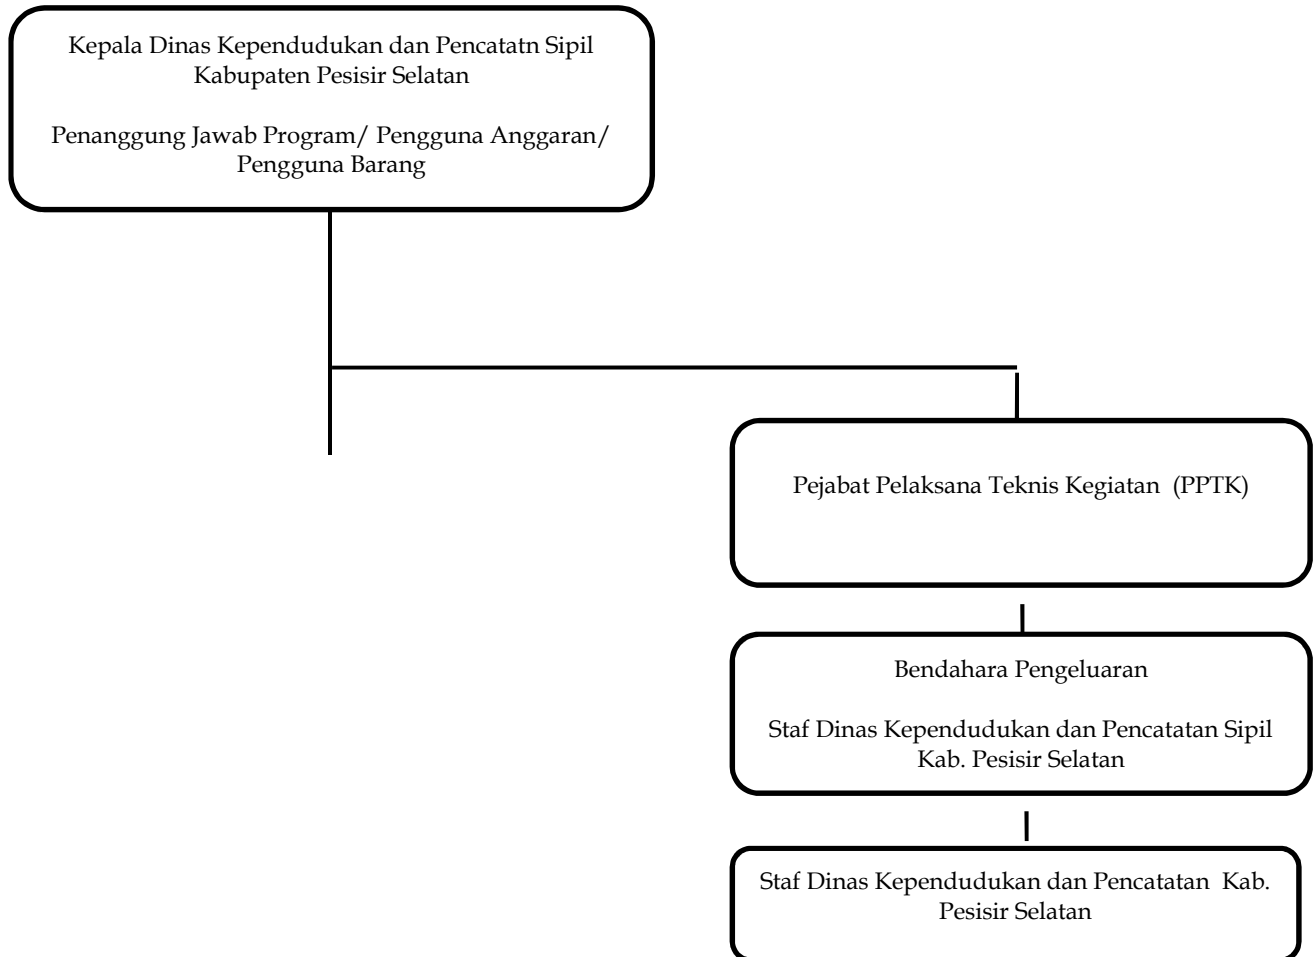 Kepala Dinas Kependudukan dan Pencatatn Sipil
Kabupaten Pesisir Selatan
Penanggung Jawab Program/ Pengguna Anggaran/
Pengguna Barang
Pejabat Pelaksana Teknis Kegiatan  (PPTK)
Bendahara Pengeluaran
Staf Dinas Kependudukan dan Pencatatan Sipil
Kab. Pesisir Selatan
Staf Dinas Kependudukan dan Pencatatan  Kab.
Pesisir Selatan